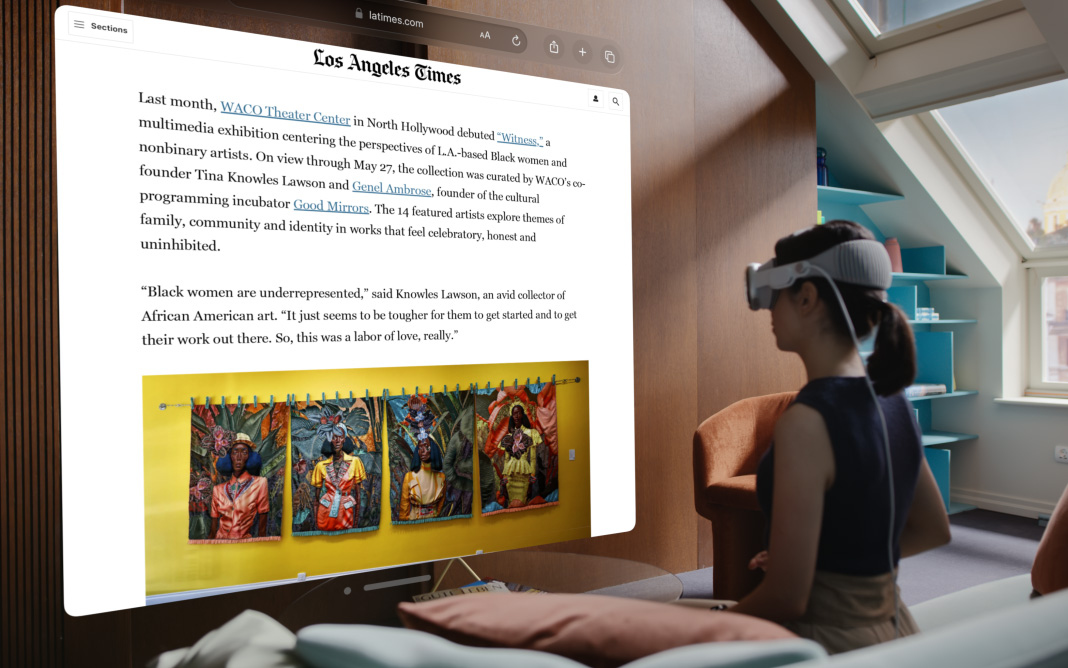 latimes.com
AA
Sections
Los Angeles Times
Last month, WACO Theater Center in North Hollywood debuted “Witness,” a
multimedia exhibition centering the perspectives of L.A.-based Black women and
nonbinary artists. On view through May 27, the collection was curated by WACO’s co-
founder Tina Knowles Lawson and Genel Ambrose, founder of the cultural
programming incubator Good Mirrors. The 14 featured artists explore themes of
family, community and identity in works that feel celebratory, honest and
uninhibited.
“Black women are underrepresented,” said Knowles Lawson, an avid collector of
African American art. “It just seems to be tougher for them to get started and to get
their work out there. So, this was a labor of love, really.”